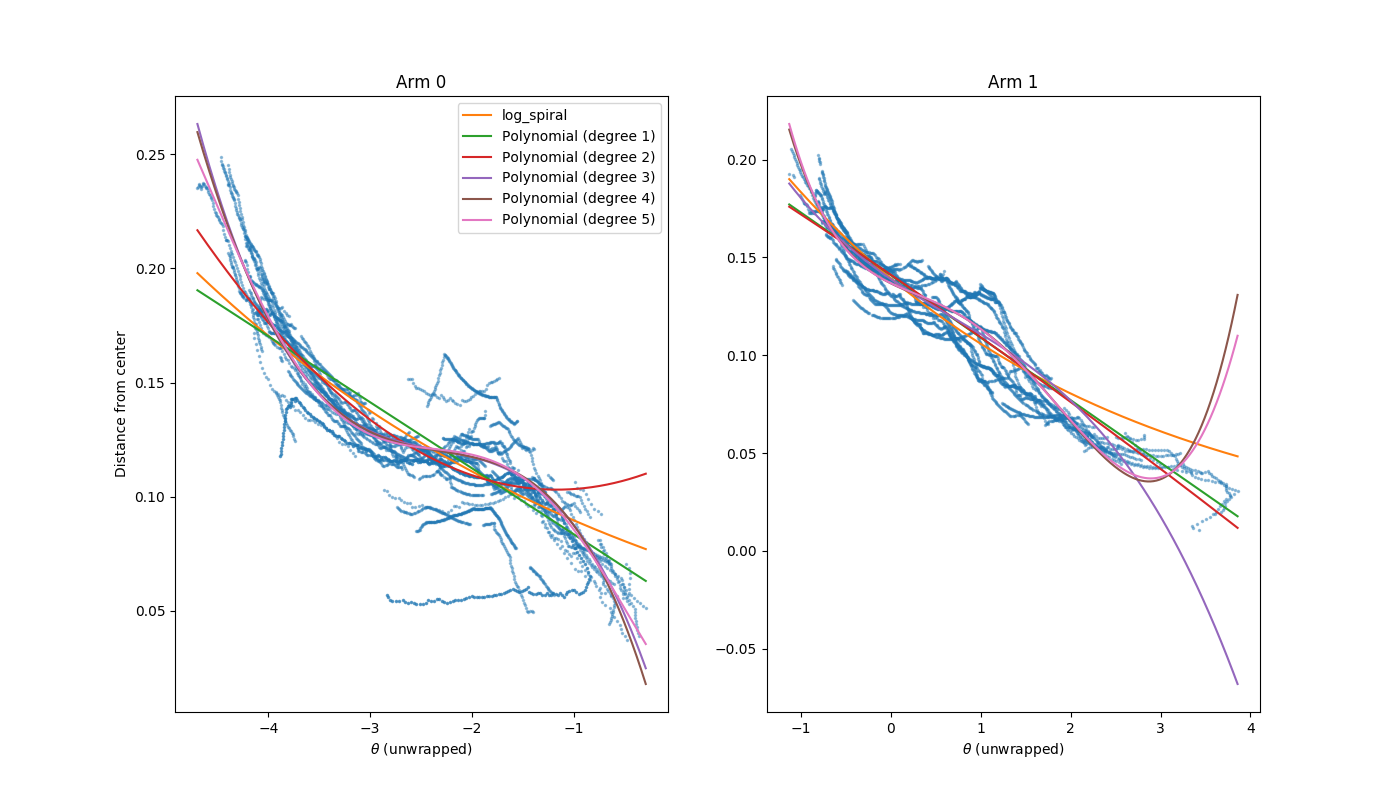 Arm 0
Arm 1
log_spiral
Polynomial (degree 1)
Polynomial (degree 2)
Polynomial (degree 3)
Polynomial (degree 4)
Polynomial (degree 5)
Distance from center
0.25
0.20
0.15
0.10
0.05
−4
−3
−2
−1
θ (unwrapped)
0.20
0.15
0.10
0.05
0.00
−0.05
−1
0
1
2
3
4
θ (unwrapped)